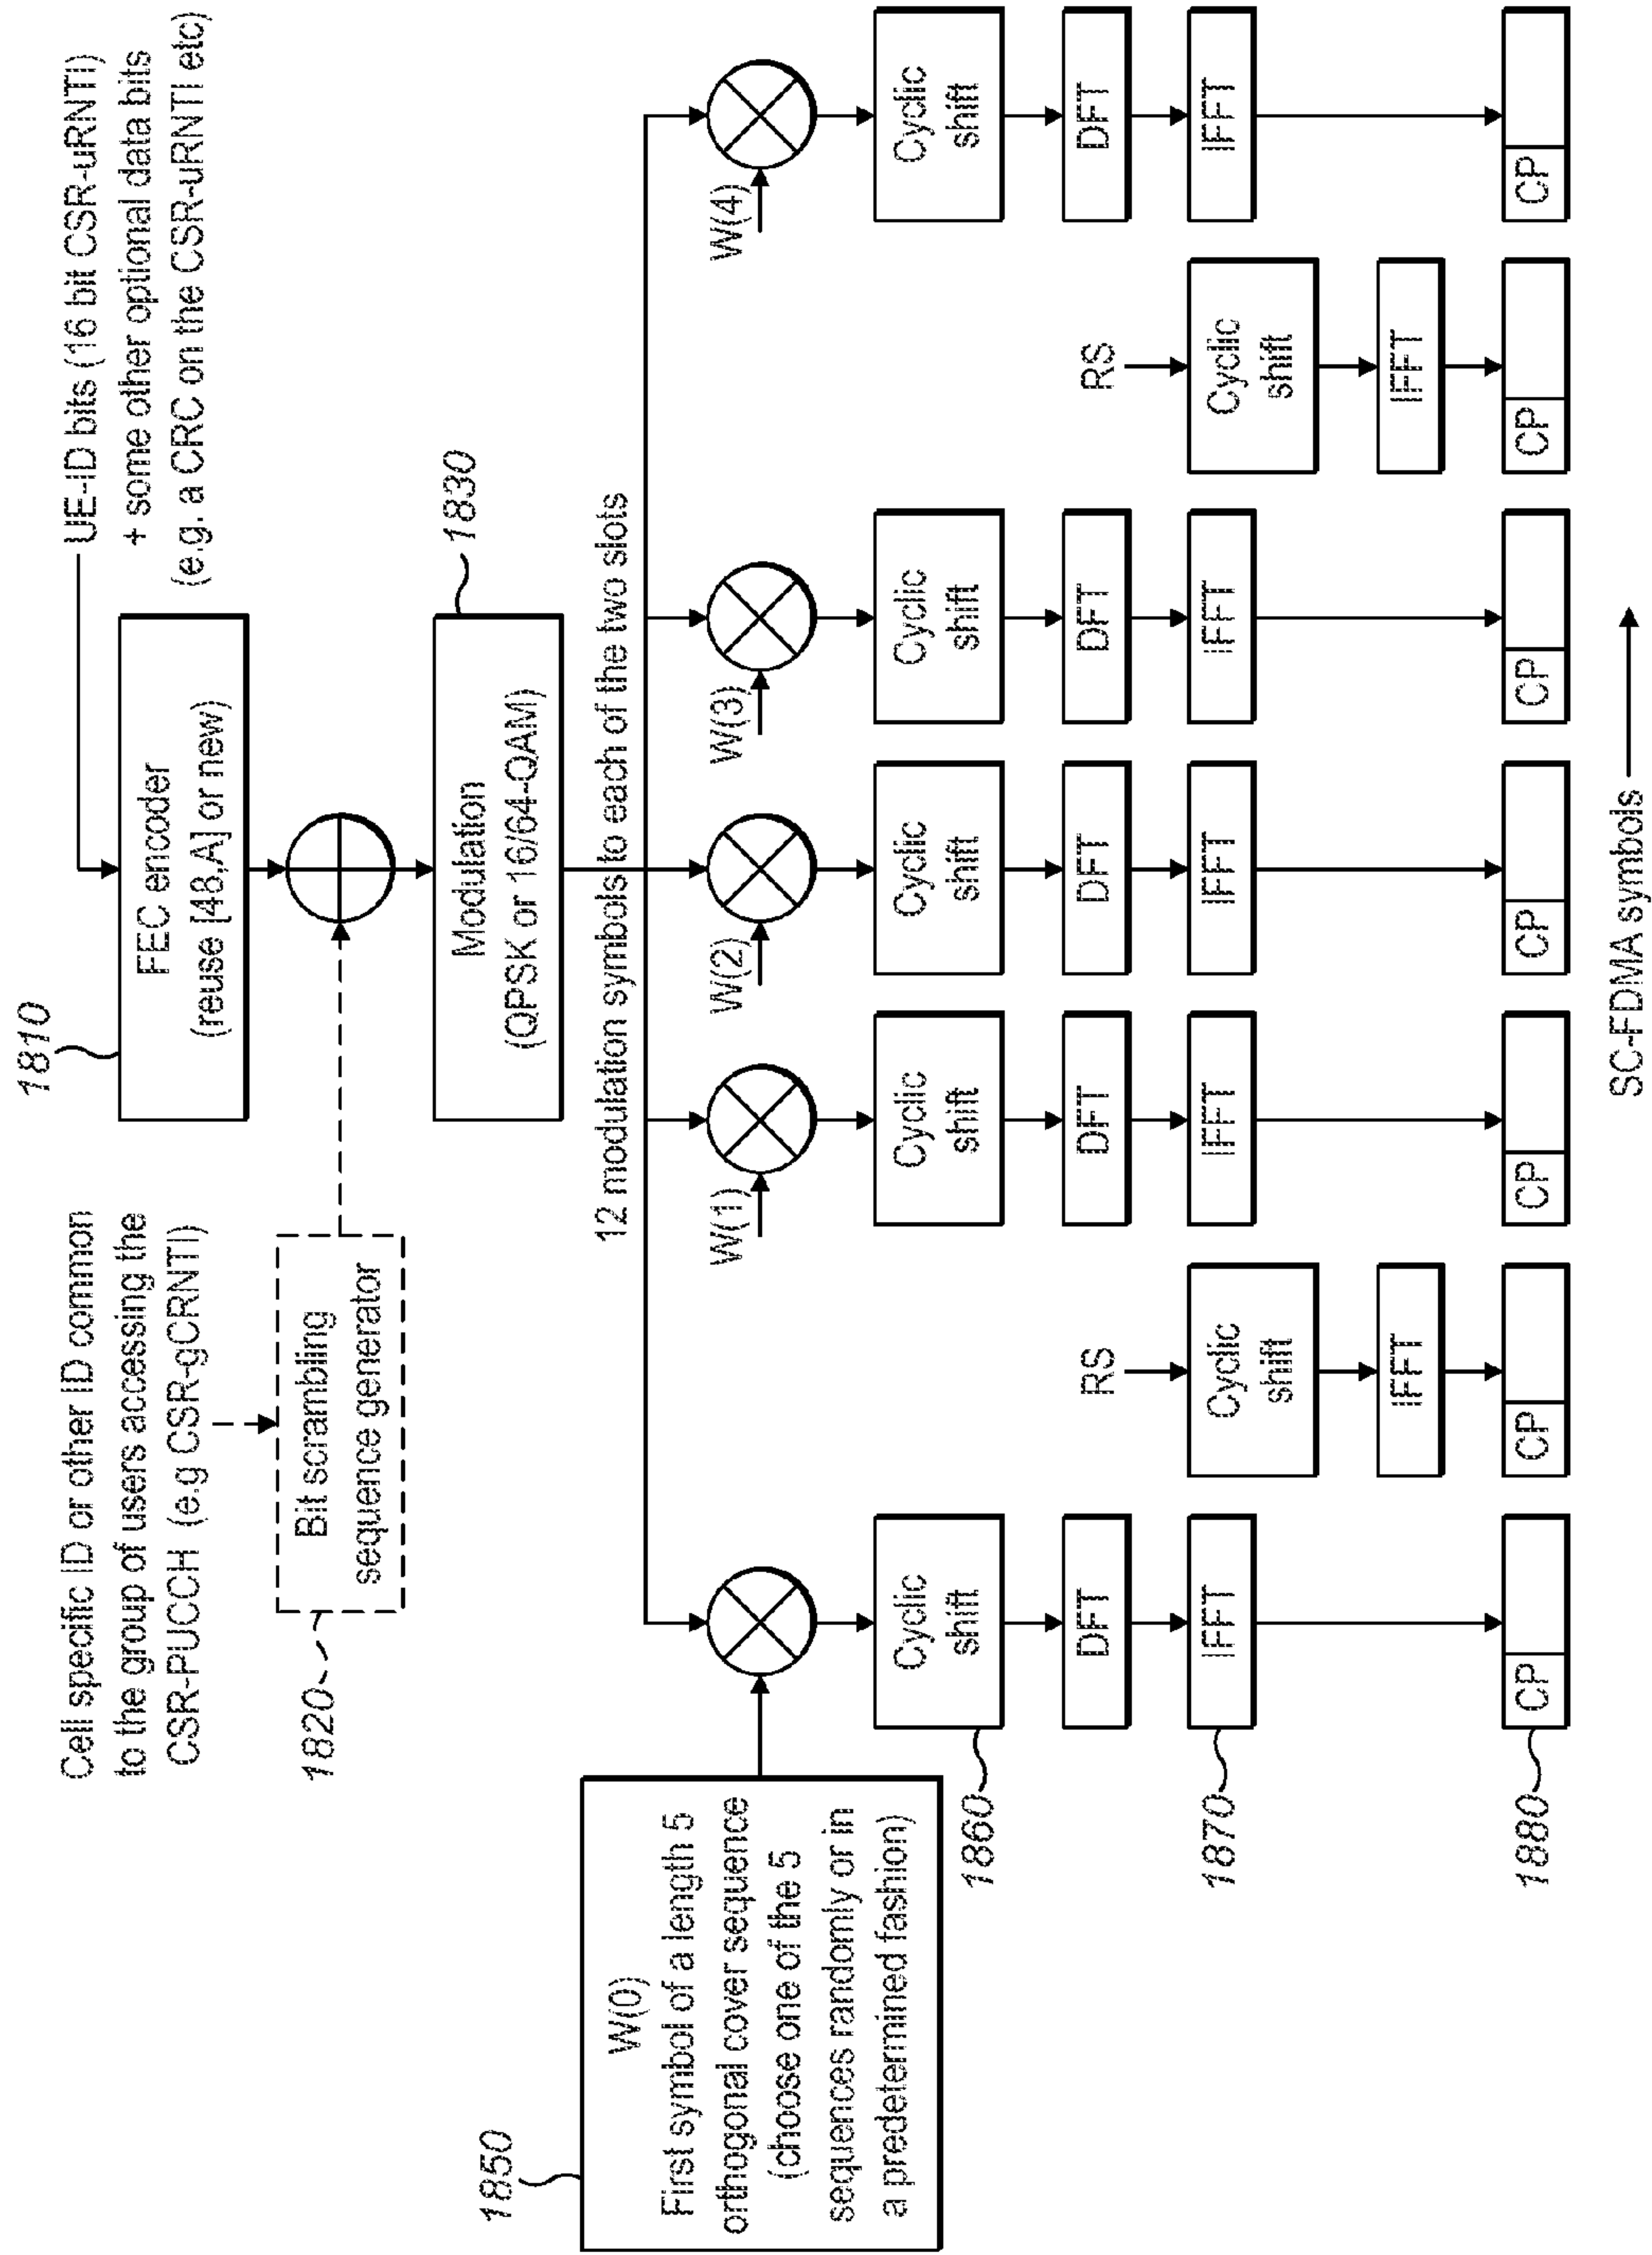 Cell specific ID or other ID common
to the group of users accessing the
CSR-PUCCH (e.g CSR-gCRNTI)
1820
Bit scrambling
sequence generator
1810
UE-ID bits (16 bit CSR-uRNTI)
+ some other optional data bits
(e.g. a CRC on the CSR-uRNTI etc)
FEC encoder
(reuse [48,A] or new)
1830
Modulation
(QPSK or 16/64-QAM)
12 modulation symbols to each of the two slots
1850
W(0)
First symbol of a length 5
orthogonal cover sequence
(choose one of the 5
sequences randomly or in
a predetermined fashion)
W(1)
W(2)
W(3)
W(4)
1860
Cyclic
shift
Cyclic
shift
Cyclic
shift
Cyclic
shift
Cyclic
shift
DFT
DFT
DFT
DFT
DFT
RS
RS
1870
IFFT
Cyclic
shift
IFFT
IFFT
IFFT
Cyclic
shift
IFFT
IFFT
IFFT
1880
CP
CP
CP
CP
CP
CP
CP
SC-FDMA symbols